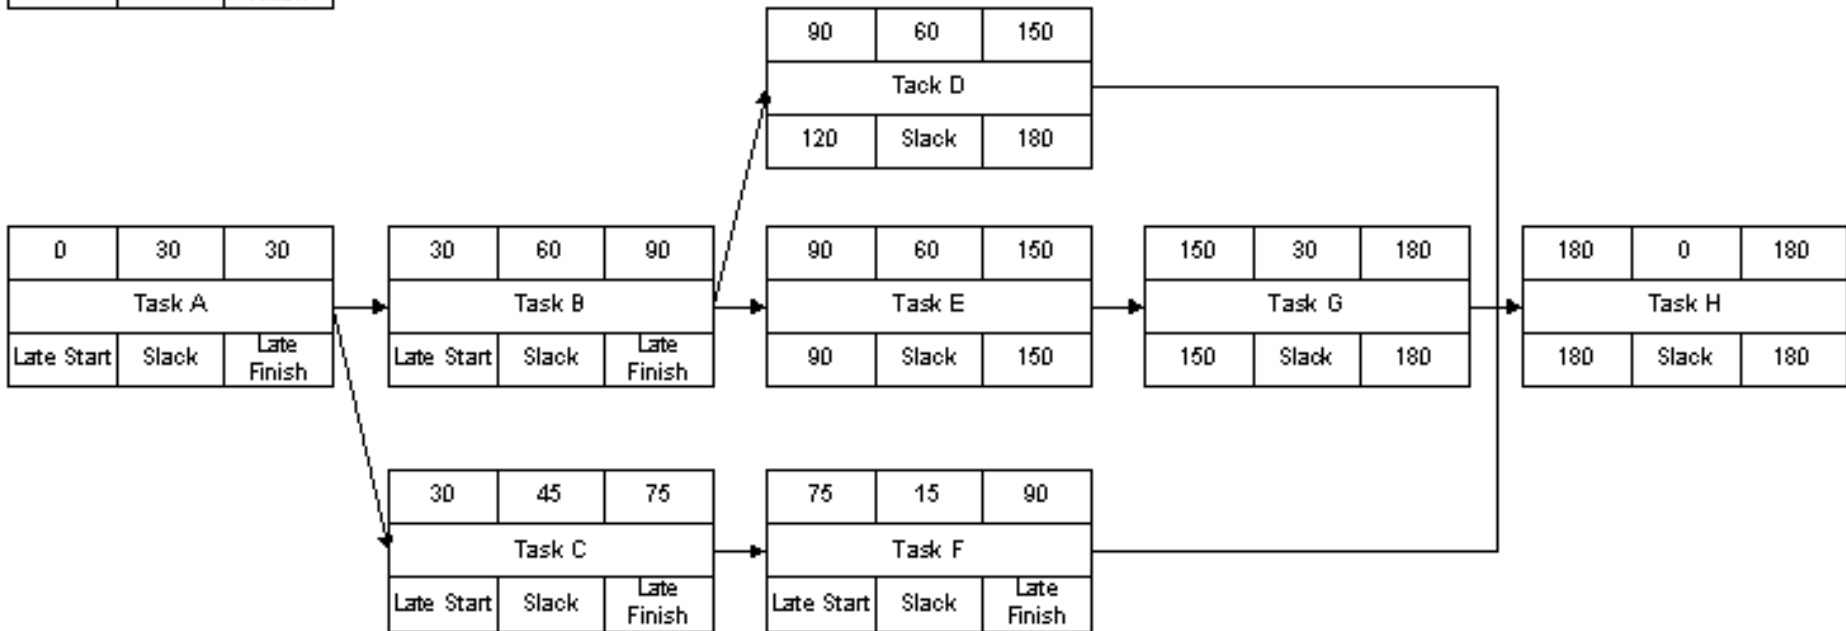 Finish
90 60 150
Tack D
120 Slack 180
0 30 30
Task A
Late Start Slack Late Finish
30 60 90
Task B
Late Start Slack Late Finish
90 60 150
Task E
90 Slack 150
150 30 180
Task G
150 Slack 180
180 0 180
Task H
180 Slack 180
30 45 75
Task C
Late Start Slack Late Finish
75 15 90
Task F
Late Start Slack Late Finish